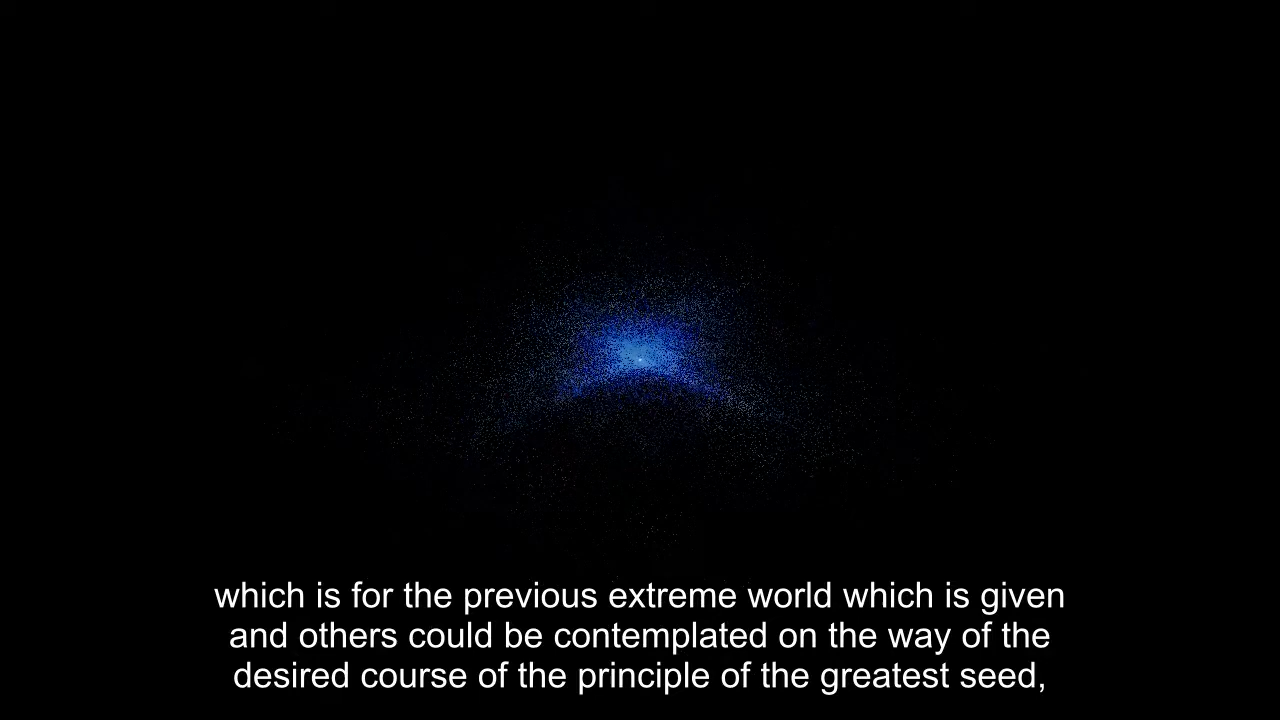 which is for the previous extreme world which is given
and others could be contemplated on the way of the
desired course of the principle of the greatest seed,